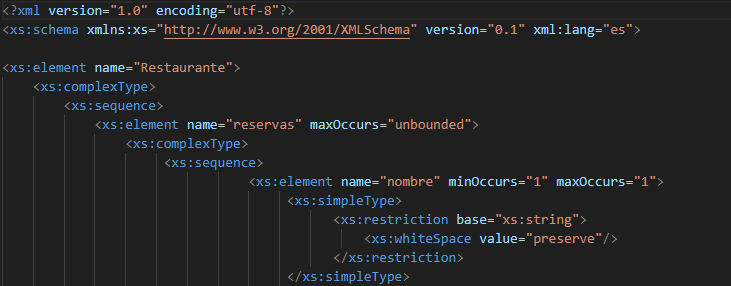 <?xml version="1.0" encoding="utf-8"?>
<xs:schema xmlns:xs="http://www.w3.org/2001/XMLSchema" version="0.1" xml:lang="es">
<xs:element name="Restaurante">
<xs:complexType>
<xs:sequence>
<xs:element name="reservas" maxOccurs="unbounded">
<xs:complexType>
<xs:sequence>
<xs:element name="nombre" minOccurs="1" maxOccurs="1">
<xs:simpleType>
<xs:restriction base="xs:string">
<xs:whiteSpace value="preserve"/>
</xs:restriction>
</xs:simpleType>